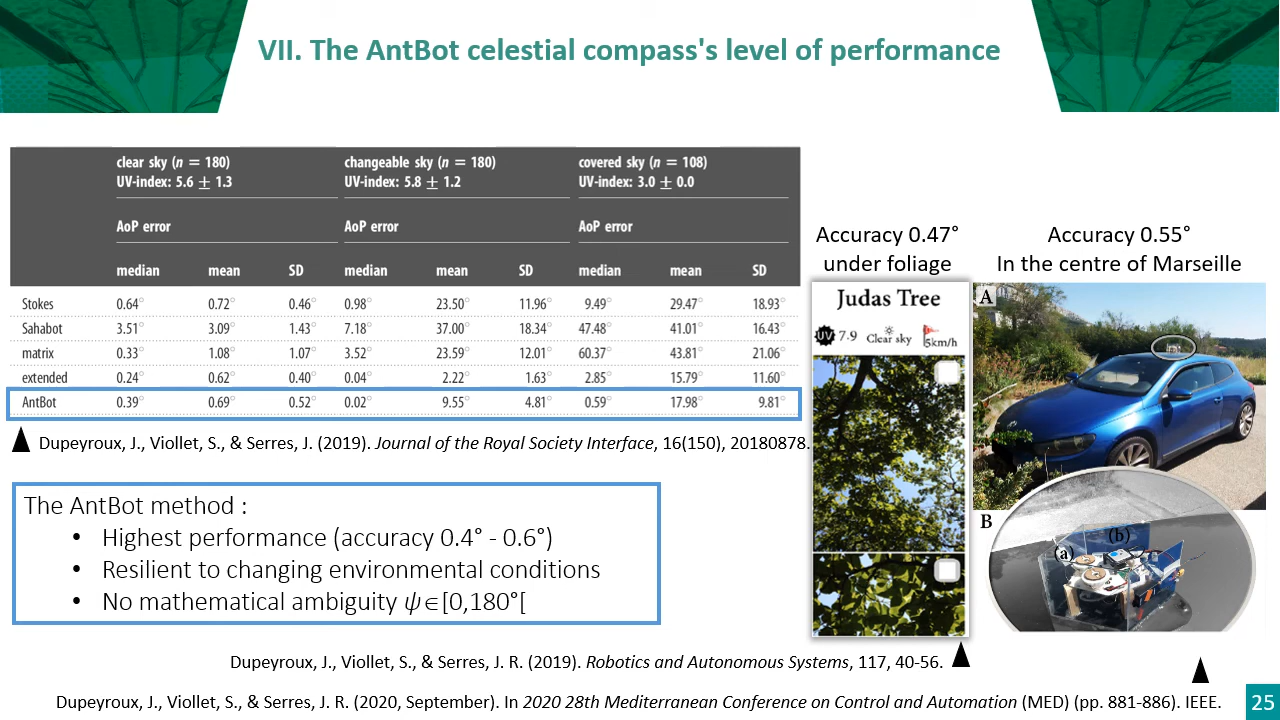 VII. The AntBot celestial compass's level of performance
clear sky (n = 180) changeable sky (n = 180) covered sky (n = 108)
UV-index: 5.6 ± 1.3 UV-index: 5.8 ± 1.2 UV-index: 3.0 ± 0.0
AoP error AoP error AoP error
median mean SD median mean SD median mean SD
Stokes 0.64° 0.72° 0.46° 0.98° 23.50° 11.96° 9.49° 29.47° 18.93°
Sahabot 3.51° 3.09° 1.43° 7.18° 37.00° 18.34° 47.48° 41.01° 16.43°
matrix 0.33° 1.08° 1.07° 3.52° 23.59° 12.01° 60.37° 43.81° 21.06°
extended 0.24° 0.62° 0.40° 0.04° 2.22° 1.63° 2.85° 15.79° 11.60°
AntBot 0.39° 0.69° 0.52° 0.02° 9.55° 4.81° 0.59° 17.98° 9.81°
Dupeyroux, J., Viollet, S., & Serres, J. (2019). Journal of the Royal Society Interface, 16(150), 20180878.
Accuracy 0.47°
under foliage
Judas Tree
UV 7.9 Clear sky 5km/h
Accuracy 0.55°
In the centre of Marseille
A
B
(a)
(b)
The AntBot method :
• Highest performance (accuracy 0.4° - 0.6°)
• Resilient to changing environmental conditions
• No mathematical ambiguity ψ∈[0,180°[
Dupeyroux, J., Viollet, S., & Serres, J. R. (2019). Robotics and Autonomous Systems, 117, 40-56.
Dupeyroux, J., Viollet, S., & Serres, J. R. (2020, September). In 2020 28th Mediterranean Conference on Control and Automation (MED) (pp. 881-886). IEEE.
25